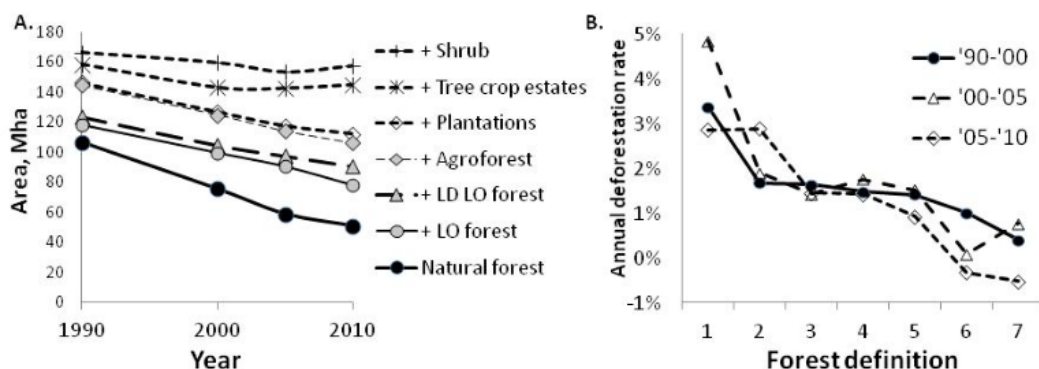 A.
180
160
140
120
100
80
60
40
20
0
Area, Mha
1990
2000
2010
Year
+ Shrub
+ Tree crop estates
+ Plantations
+ Agroforest
+ LD LO forest
+ LO forest
Natural forest
B.
5%
4%
3%
2%
1%
0%
-1%
Annual deforestation rate
1 2 3 4 5 6 7
Forest definition
'90-'00
'00-'05
'05-'10